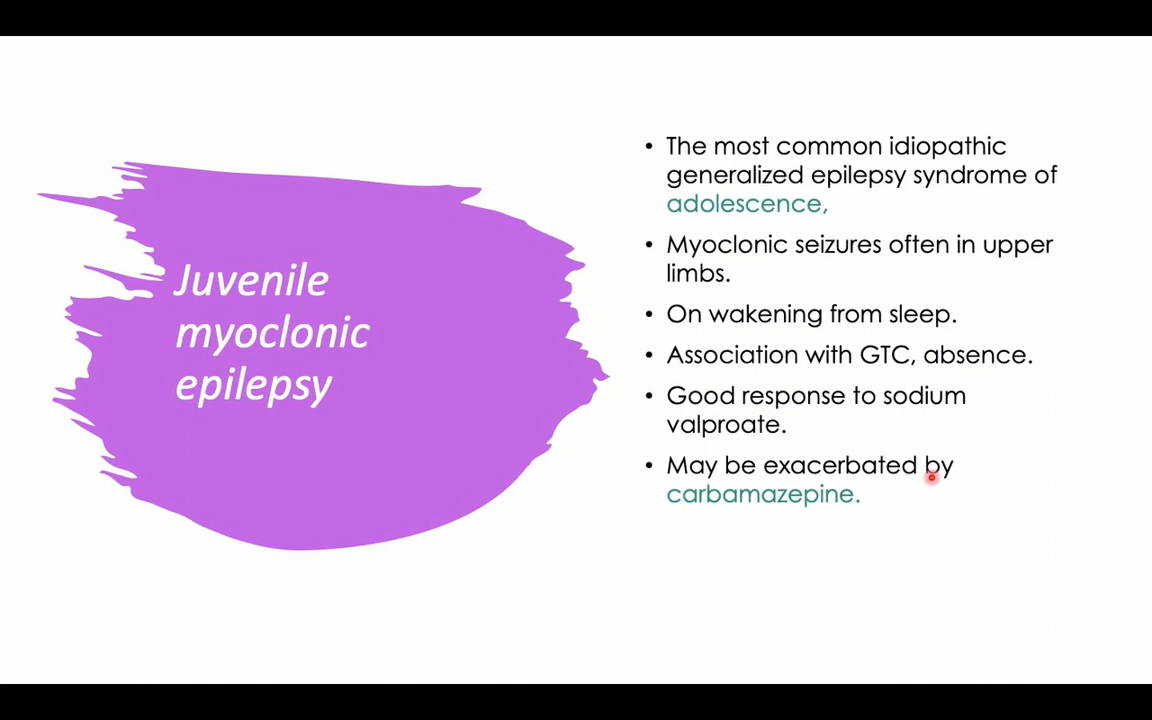 Juvenile
myoclonic
epilepsy
• The most common idiopathic
generalized epilepsy syndrome of
adolescence,
• Myoclonic seizures often in upper
limbs.
• On wakening from sleep.
• Association with GTC, absence.
• Good response to sodium
valproate.
• May be exacerbated by
carbamazepine.